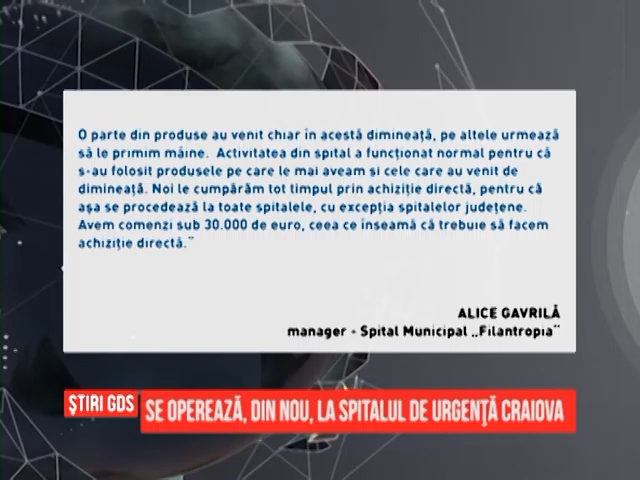 O parte din produse au venit chiar în acestă dimineață, pe altele urmează
să le primim mâine. Activitatea din spital a funcționat normal pentru că
s-au folosit produsele pe care le mai aveam și cele care au venit de
dimineață. Noi le cumpărăm tot timpul prin achiziție directă, pentru că
așa se procedează la toate spitalele, cu excepția spitalelor județene.
Avem comenzi sub 30.000 de euro, ceea ce înseamă că trebuie să facem
achiziție directă.”
ALICE GAVRILĂ
manager - Spital Municipal „Filantropia”
ȘTIRI GDS
SE OPEREAZĂ, DIN NOU, LA SPITALUL DE URGENŢĂ CRAIOVA